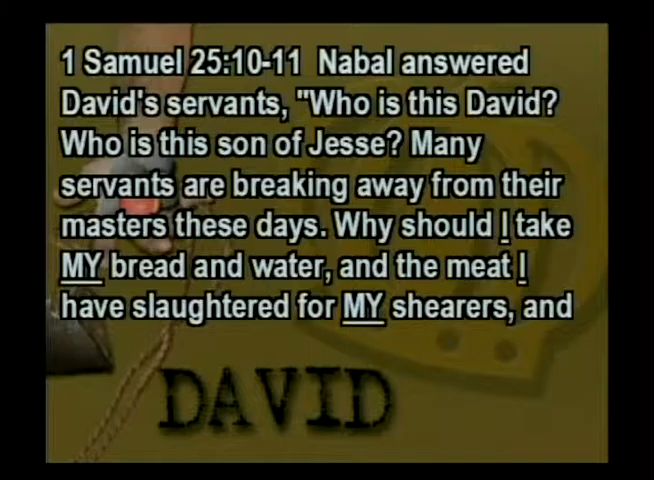 1 Samuel 25:10-11  Nabal answered
David's servants, "Who is this David?
Who is this son of Jesse? Many
servants are breaking away from their
masters these days. Why should I take
MY bread and water, and the meat I
have slaughtered for MY shearers, and
DAVID